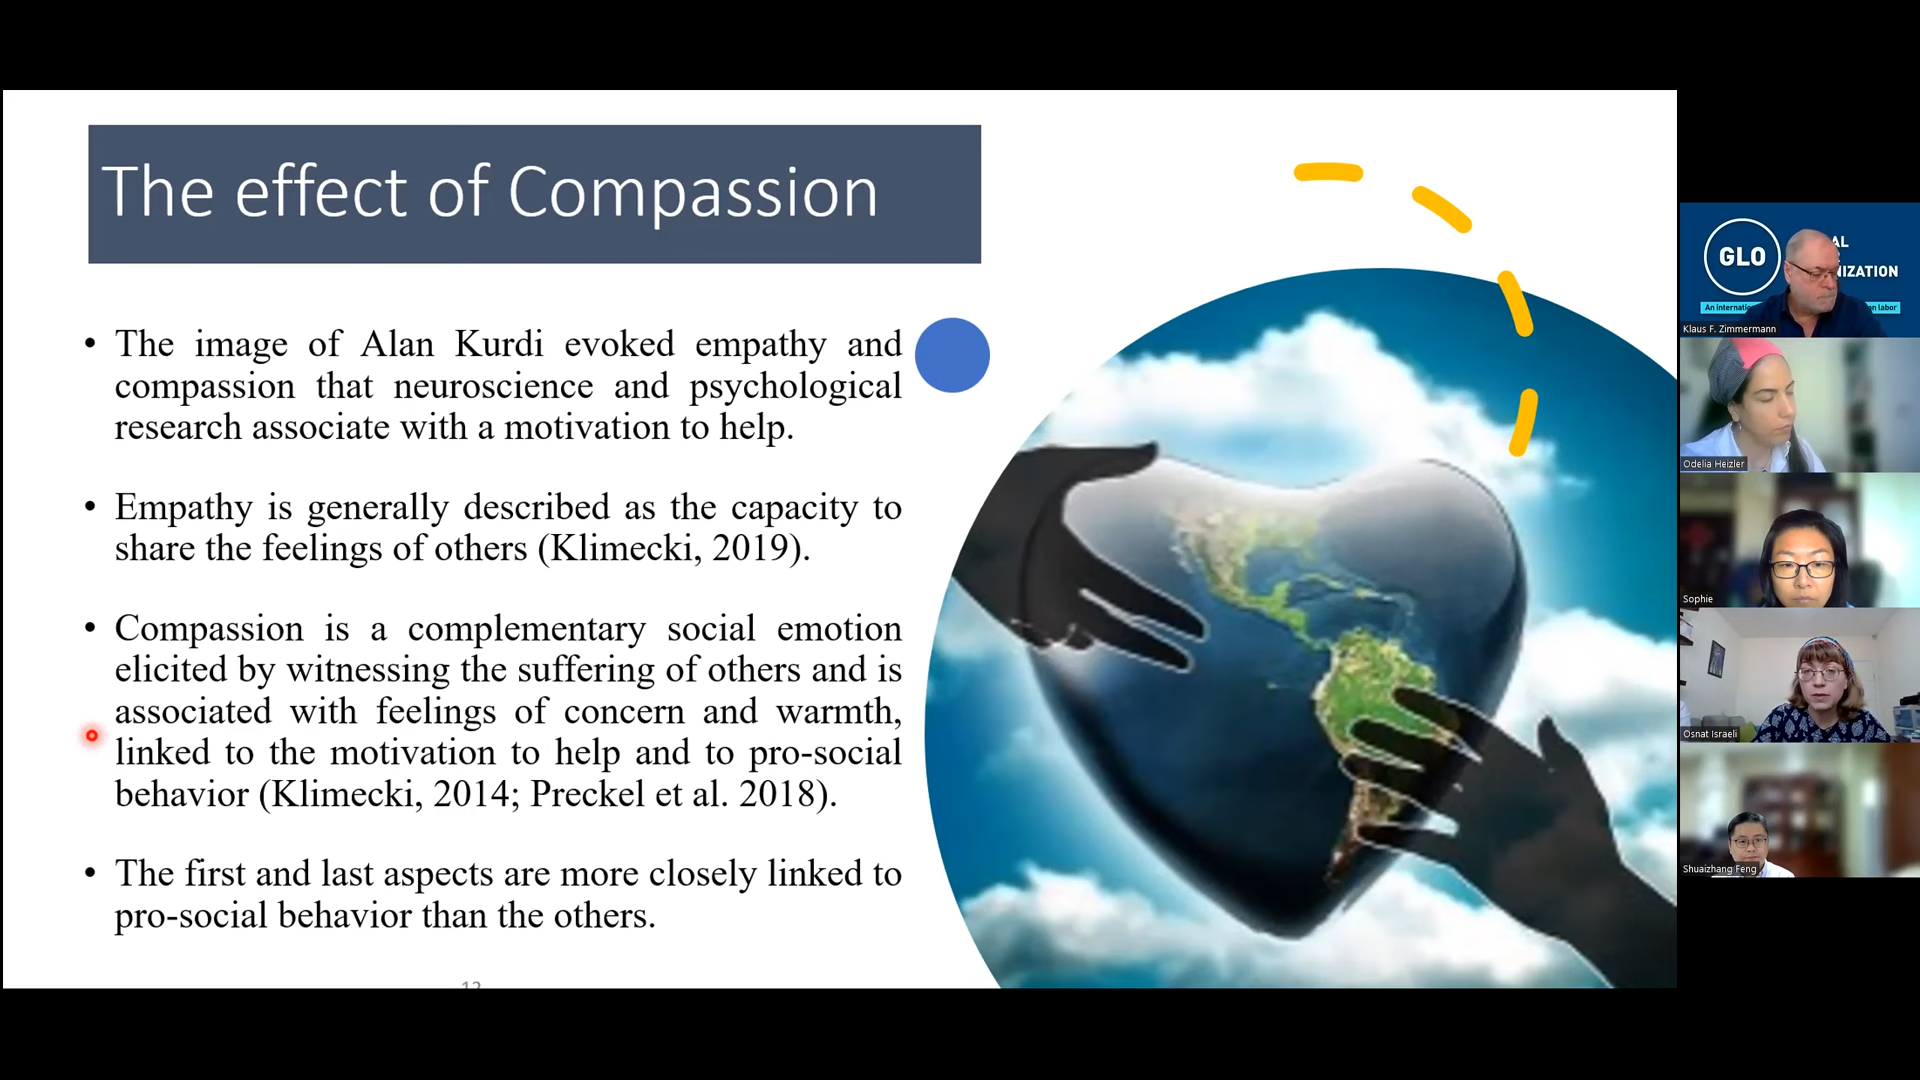 The effect of Compassion
• The image of Alan Kurdi evoked empathy and
compassion that neuroscience and psychological
research associate with a motivation to help.
• Empathy is generally described as the capacity to
share the feelings of others (Klimecki, 2019).
• Compassion is a complementary social emotion
elicited by witnessing the suffering of others and is
associated with feelings of concern and warmth,
linked to the motivation to help and to pro-social
behavior (Klimecki, 2014; Preckel et al. 2018).
• The first and last aspects are more closely linked to
pro-social behavior than the others.
GLO
Klaus F. Zimmermann
Odelia Heizler
Sophie
Osnat Israeli
Shuaizhang Feng